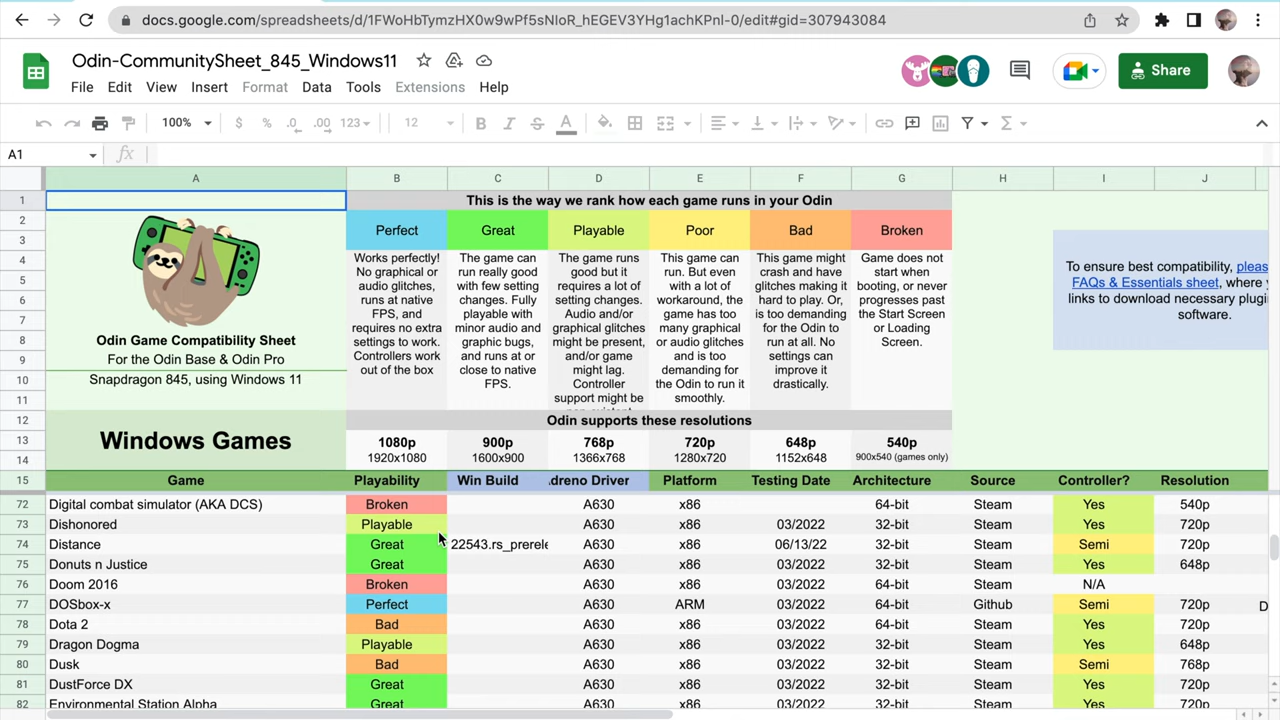 docs.google.com/spreadsheets/d/1FWoHbTymzHX0w9wPf5sNIoR_hEGEV3YHg1achKPnI-0/edit#gid=307943084
Odin-CommunitySheet_845_Windows11
File Edit View Insert Format Data Tools Extensions Help
Share
100% $ % .0 .00 123 12 B I S A
A1 fx
A B C D E F G H I J
1 This is the way we rank how each game runs in your Odin
2
3
4
5
6
7
8
9
10
11
12
13
14
Perfect Great Playable Poor Bad Broken
Works perfectly!
No graphical or
audio glitches,
runs at native
FPS, and
requires no extra
settings to work.
Controllers work
out of the box
The game can
run really good
with few setting
changes. Fully
playable with
minor audio and
graphic bugs,
and runs at or
close to native
FPS.
The game runs
good but it
requires a lot of
setting changes.
Audio and/or
graphical glitches
might be present,
and/or game
might lag.
Controller
support might be
This game can
run. But even
with a lot of
workaround, the
game has too
many graphical
or audio glitches
and is too
demanding for
the Odin to run it
smoothly.
This game might
crash and have
glitches making it
hard to play. Or,
is too demanding
for the Odin to
run at all. No
settings can
improve it
drastically.
Game does not
start when
booting, or never
progresses past
the Start Screen
or Loading
Screen.
To ensure best compatibility, pleas
FAQs & Essentials sheet, where y
links to download necessary plugi
software.
Odin Game Compatibility Sheet
For the Odin Base & Odin Pro
Snapdragon 845, using Windows 11
Windows Games
Odin supports these resolutions
1080p 900p 768p 720p 648p 540p
1920x1080 1600x900 1366x768 1280x720 1152x648 900x540 (games only)
15 Game Playability Win Build Adreno Driver Platform Testing Date Architecture Source Controller? Resolution
72 Digital combat simulator (AKA DCS) Broken A630 x86 64-bit Steam Yes 540p
73 Dishonored Playable A630 x86 03/2022 32-bit Steam Yes 720p
74 Distance Great 22543.rs_prerele A630 x86 06/13/22 32-bit Steam Semi 720p
75 Donuts n Justice Great A630 x86 03/2022 32-bit Steam Yes 648p
76 Doom 2016 Broken A630 x86 03/2022 64-bit Steam N/A
77 DOSbox-x Perfect A630 ARM 03/2022 64-bit Github Semi 720p D
78 Dota 2 Bad A630 x86 03/2022 64-bit Steam Yes 720p
79 Dragon Dogma Playable A630 x86 03/2022 32-bit Steam Yes 648p
80 Dusk Bad A630 x86 03/2022 32-bit Steam Semi 768p
81 DustForce DX Great A630 x86 03/2022 32-bit Steam Yes 720p
82 Environmental Station Alpha Great A630 x86 03/2022 32-bit Steam Yes 720p